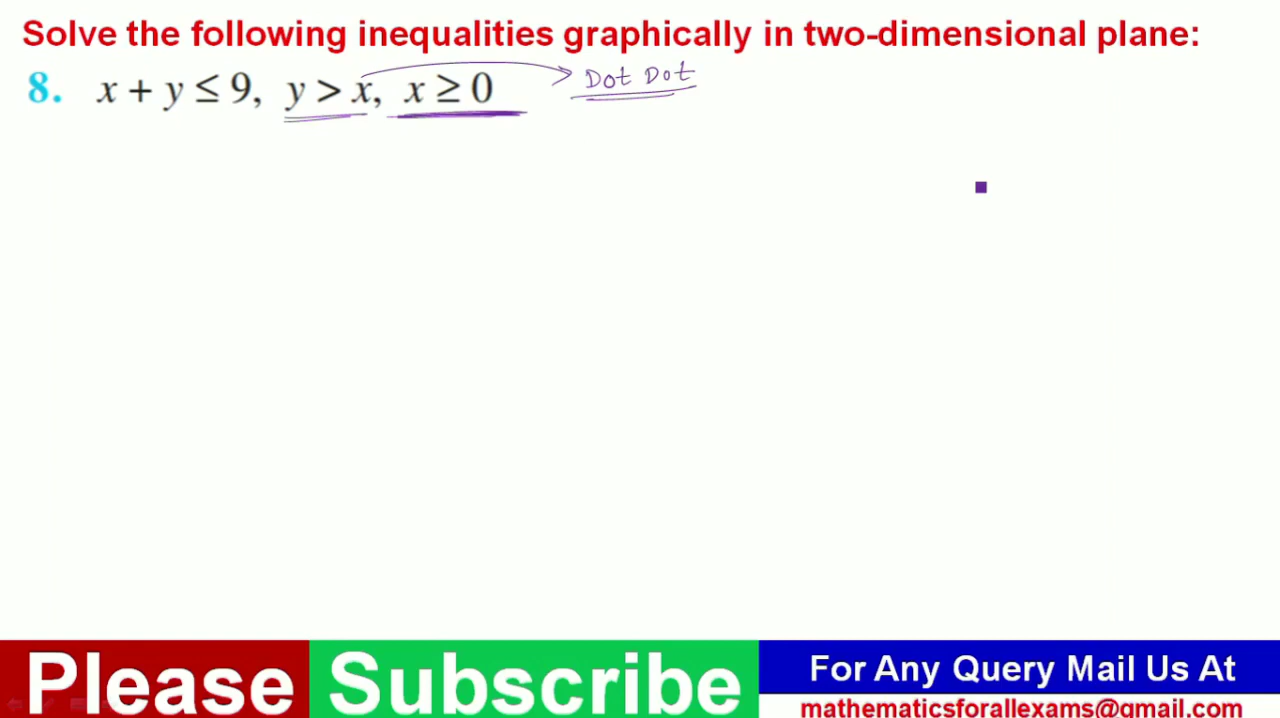 Solve the following inequalities graphically in two-dimensional plane:
8. x + y ≤ 9, y > x, x ≥ 0 Dot Dot
Please Subscribe For Any Query Mail Us At
mathematicsforallexams@gmail.com